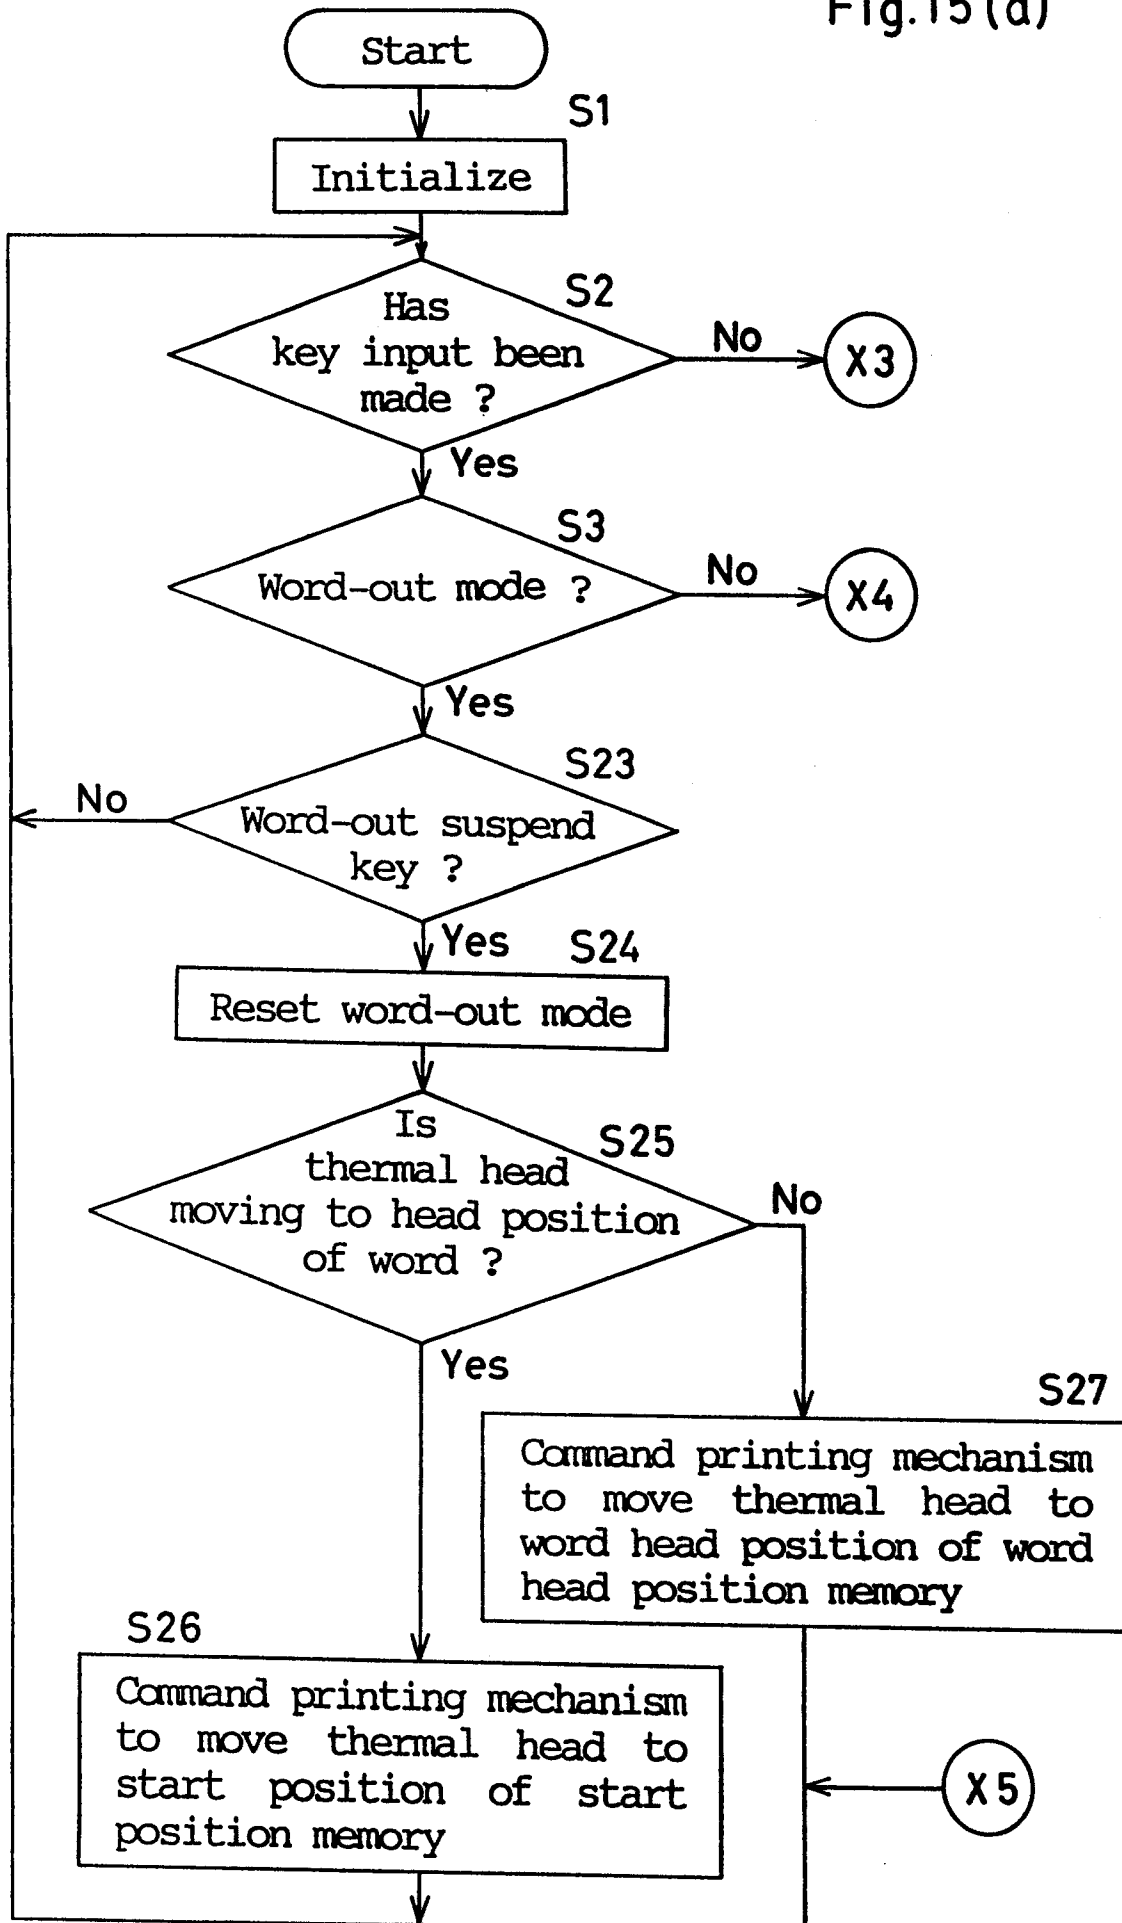 Fig.15(a)
Start
S1
Initialize
S2
Has
key input been
made ?
No
X3
Yes
S3
Word-out mode ?
No
X4
Yes
S23
No
Word-out suspend
key ?
Yes
S24
Reset word-out mode
S25
Is
thermal head
moving to head position
of word ?
No
Yes
S27
Command printing mechanism
to move thermal head to
word head position of word
head position memory
S26
Command printing mechanism
to move thermal head to
start position of start
position memory
X5